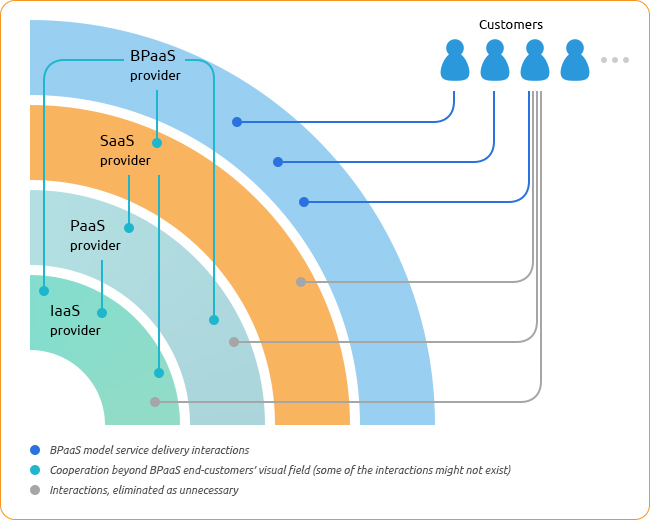 Customers
BPaaS
provider
SaaS
provider
PaaS
provider
IaaS
provider
BPaaS model service delivery interactions
Cooperation beyond BPaaS end-customers' visual field (some of the interactions might not exist)
Interactions, eliminated as unnecessary